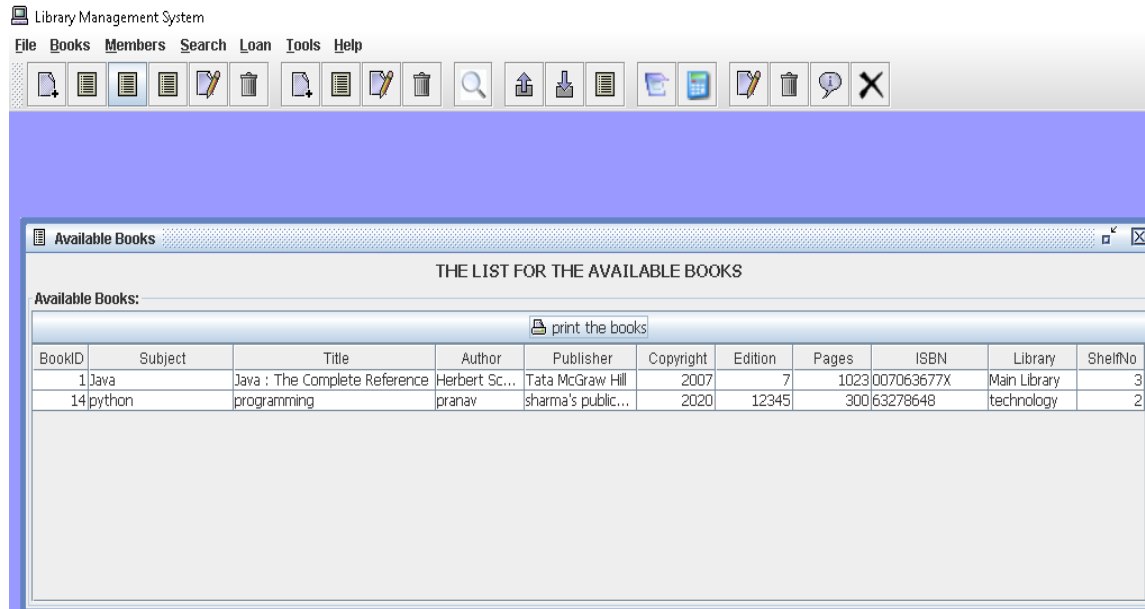 Library Management System
File Books Members Search Loan Tools Help
Available Books
THE LIST FOR THE AVAILABLE BOOKS
Available Books:
print the books
BookID Subject Title Author Publisher Copyright Edition Pages ISBN Library ShelfNo
1 Java Java : The Complete Reference Herbert Sc... Tata McGraw Hill 2007 7 1023 007063677X Main Library 3
14 python programming pranav sharma's public... 2020 12345 300 63278648 technology 2